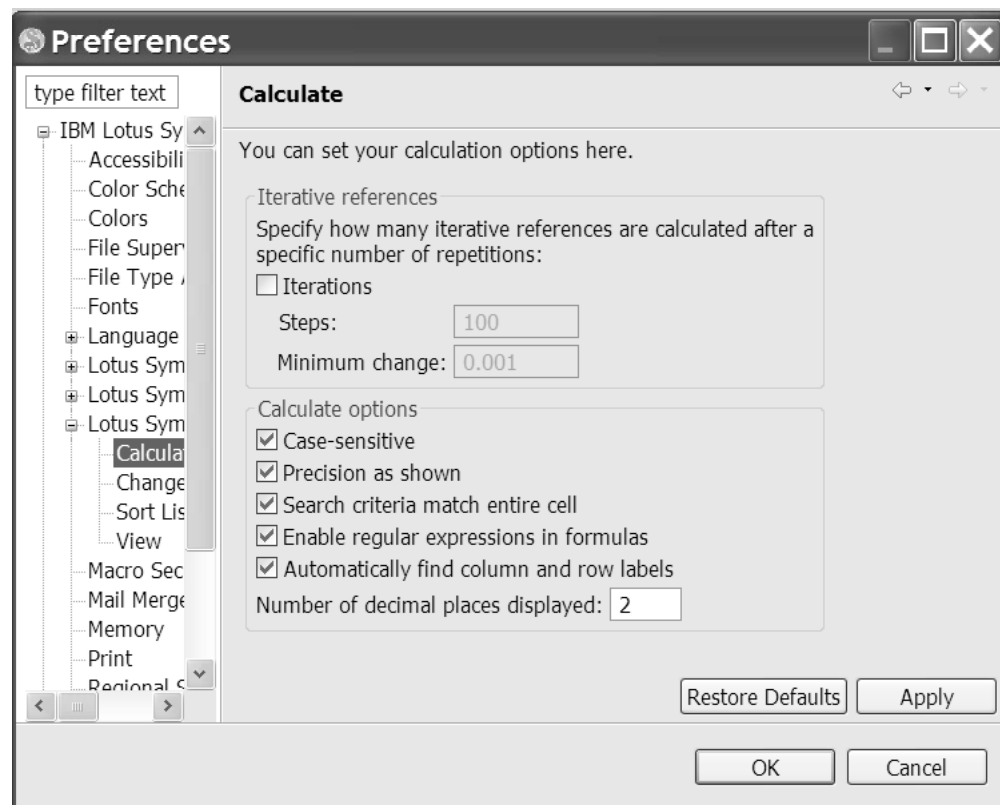 Preferences
type filter text
Calculate
IBM Lotus Sy
Accessibili
Color Sche
Colors
File Super
File Type
Fonts
Language
Lotus Sym
Lotus Sym
Lotus Sym
Calcula
Change
Sort Lis
View
Macro Sec
Mail Merge
Memory
Print
Regional S
You can set your calculation options here.
Iterative references
Specify how many iterative references are calculated after a
specific number of repetitions:
Iterations
Steps: 100
Minimum change: 0.001
Calculate options
Case-sensitive
Precision as shown
Search criteria match entire cell
Enable regular expressions in formulas
Automatically find column and row labels
Number of decimal places displayed: 2
Restore Defaults Apply
OK Cancel